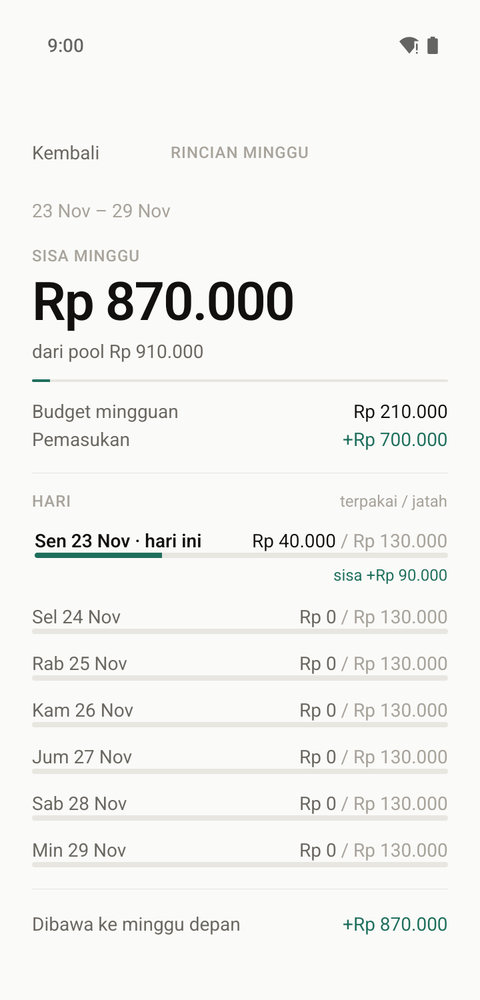 9:00
Kembali RINCIAN MINGGU
23 Nov – 29 Nov
SISA MINGGU
Rp 870.000
dari pool Rp 910.000
Budget mingguan Rp 210.000
Pemasukan +Rp 700.000
HARI terpakai / jatah
Sen 23 Nov · hari ini Rp 40.000 / Rp 130.000
sisa +Rp 90.000
Sel 24 Nov Rp 0 / Rp 130.000
Rab 25 Nov Rp 0 / Rp 130.000
Kam 26 Nov Rp 0 / Rp 130.000
Jum 27 Nov Rp 0 / Rp 130.000
Sab 28 Nov Rp 0 / Rp 130.000
Min 29 Nov Rp 0 / Rp 130.000
Dibawa ke minggu depan +Rp 870.000